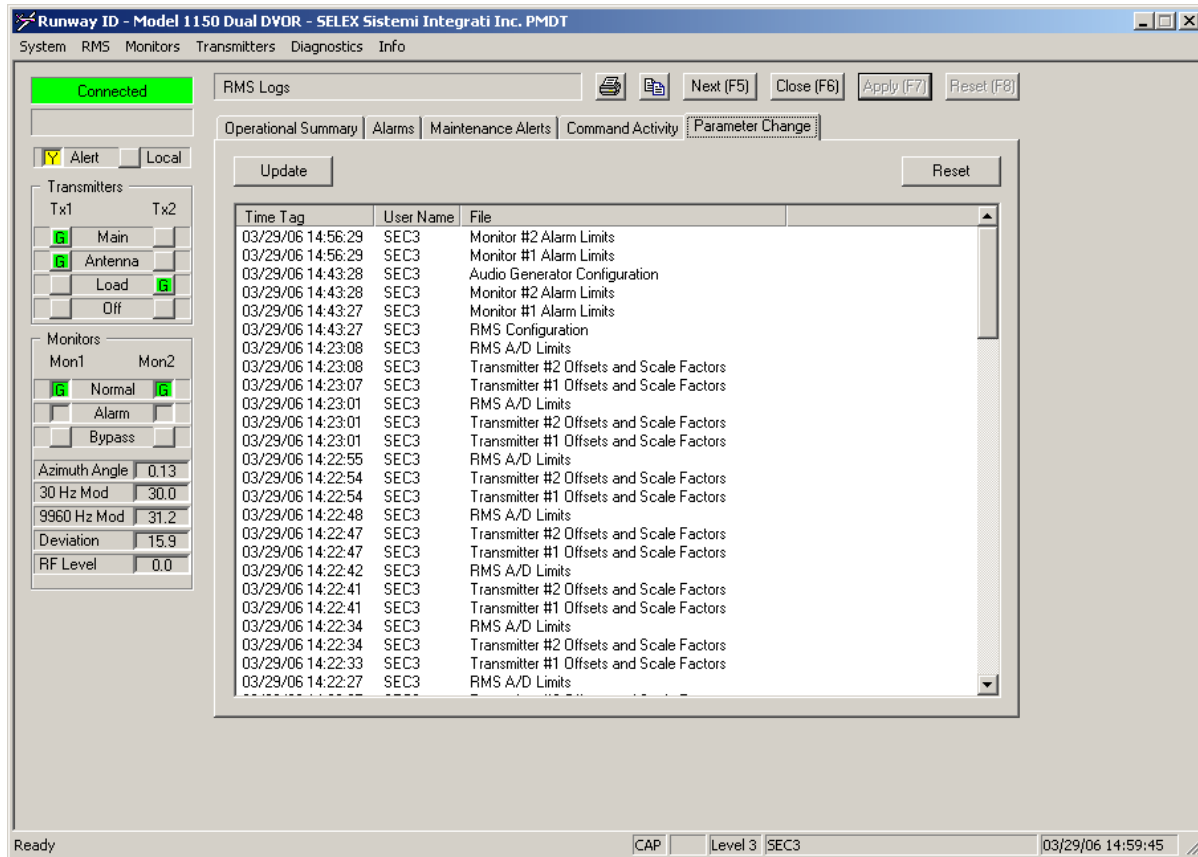 Runway ID - Model 1150 Dual DVOR - SELEX Sistemi Integrati Inc. PMDT
System RMS Monitors Transmitters Diagnostics Info
Connected
RMS Logs Next (F5) Close (F6) Apply (F7) Reset (F8)
Operational Summary Alarms Maintenance Alerts Command Activity Parameter Change
Y Alert Local
Update Reset
Transmitters
Tx1 Tx2
G Main
G Antenna
Load G
Off
Monitors
Mon1 Mon2
G Normal G
Alarm
Bypass
Azimuth Angle 0.13
30 Hz Mod 30.0
9960 Hz Mod 31.2
Deviation 15.9
RF Level 0.0
Time Tag User Name File
03/29/06 14:56:29 SEC3 Monitor #2 Alarm Limits
03/29/06 14:56:29 SEC3 Monitor #1 Alarm Limits
03/29/06 14:43:28 SEC3 Audio Generator Configuration
03/29/06 14:43:28 SEC3 Monitor #2 Alarm Limits
03/29/06 14:43:27 SEC3 Monitor #1 Alarm Limits
03/29/06 14:43:27 SEC3 RMS Configuration
03/29/06 14:23:08 SEC3 RMS A/D Limits
03/29/06 14:23:08 SEC3 Transmitter #2 Offsets and Scale Factors
03/29/06 14:23:07 SEC3 Transmitter #1 Offsets and Scale Factors
03/29/06 14:23:01 SEC3 RMS A/D Limits
03/29/06 14:23:01 SEC3 Transmitter #2 Offsets and Scale Factors
03/29/06 14:23:01 SEC3 Transmitter #1 Offsets and Scale Factors
03/29/06 14:22:55 SEC3 RMS A/D Limits
03/29/06 14:22:54 SEC3 Transmitter #2 Offsets and Scale Factors
03/29/06 14:22:54 SEC3 Transmitter #1 Offsets and Scale Factors
03/29/06 14:22:48 SEC3 RMS A/D Limits
03/29/06 14:22:47 SEC3 Transmitter #2 Offsets and Scale Factors
03/29/06 14:22:47 SEC3 Transmitter #1 Offsets and Scale Factors
03/29/06 14:22:42 SEC3 RMS A/D Limits
03/29/06 14:22:41 SEC3 Transmitter #2 Offsets and Scale Factors
03/29/06 14:22:41 SEC3 Transmitter #1 Offsets and Scale Factors
03/29/06 14:22:34 SEC3 RMS A/D Limits
03/29/06 14:22:34 SEC3 Transmitter #2 Offsets and Scale Factors
03/29/06 14:22:33 SEC3 Transmitter #1 Offsets and Scale Factors
03/29/06 14:22:27 SEC3 RMS A/D Limits
Ready CAP Level 3 SEC3 03/29/06 14:59:45